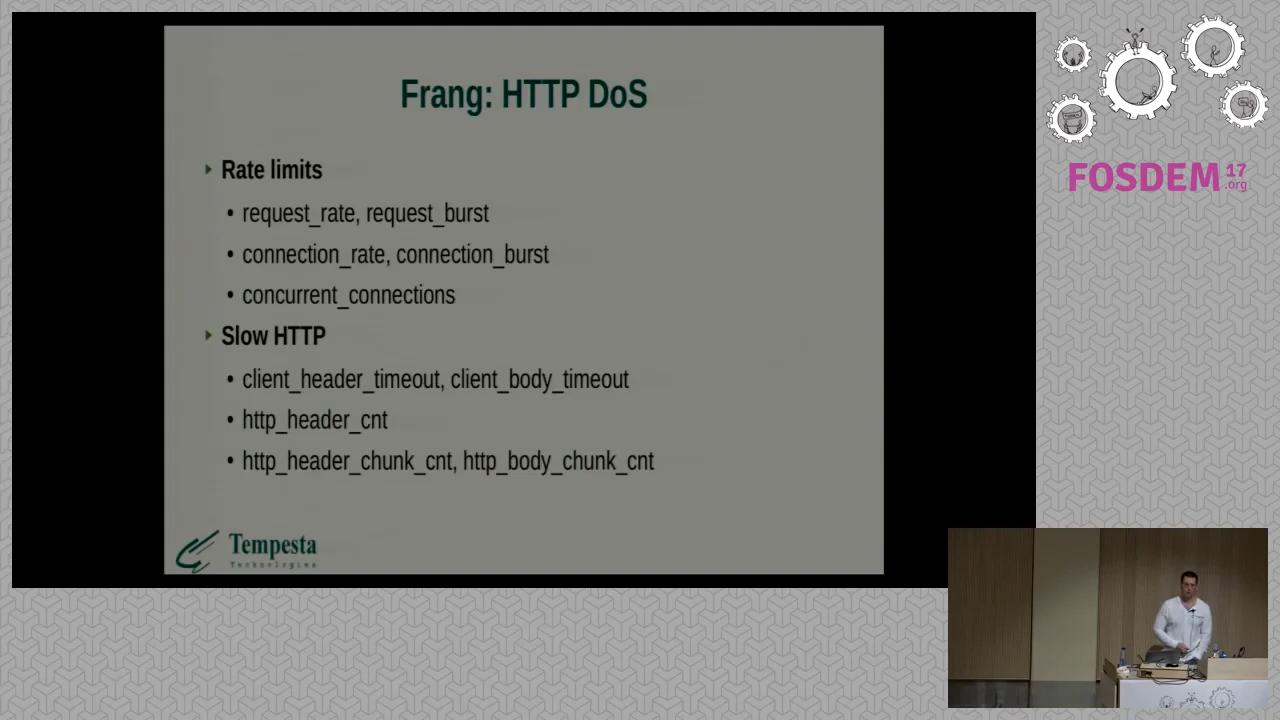 Frang: HTTP DoS
Rate limits
• request_rate, request_burst
• connection_rate, connection_burst
• concurrent_connections
Slow HTTP
• client_header_timeout, client_body_timeout
• http_header_cnt
• http_header_chunk_cnt, http_body_chunk_cnt
Tempesta
Technologies
FOSDEM 17
.org